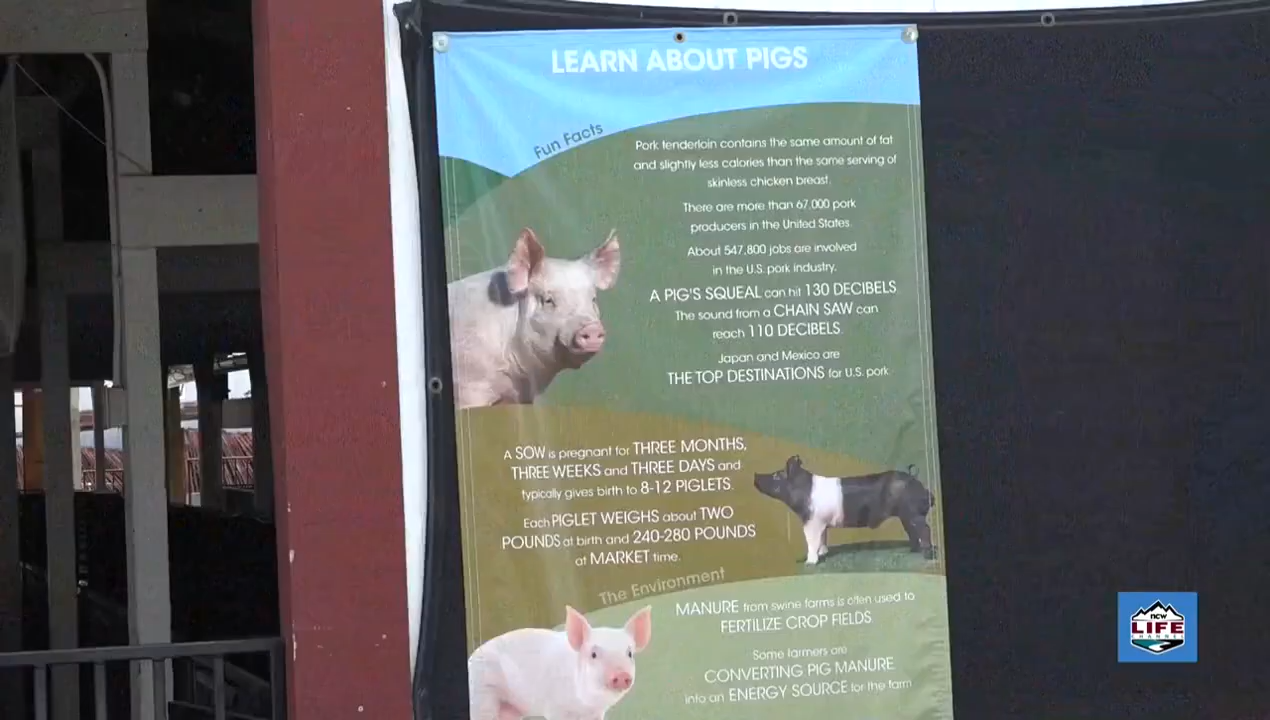 LEARN ABOUT PIGS
Fun Facts
Pork tenderloin contains the same amount of fat
and slightly less calories than the same serving of
skinless chicken breast.
There are more than 67,000 pork
producers in the United States.
About 547,800 jobs are involved
in the U.S. pork industry.
A PIG'S SQUEAL can hit 130 DECIBELS.
The sound from a CHAIN SAW can
reach 110 DECIBELS.
Japan and Mexico are
THE TOP DESTINATIONS for U.S. pork.
A SOW is pregnant for THREE MONTHS,
THREE WEEKS and THREE DAYS and
typically gives birth to 8-12 PIGLETS.
Each PIGLET WEIGHS about TWO
POUNDS at birth and 240-280 POUNDS
at MARKET time.
The Environment
MANURE from swine farms is often used to
FERTILIZE CROP FIELDS.
Some farmers are
CONVERTING PIG MANURE
into an ENERGY SOURCE for the farm
ncw
LIFE
CHANNEL